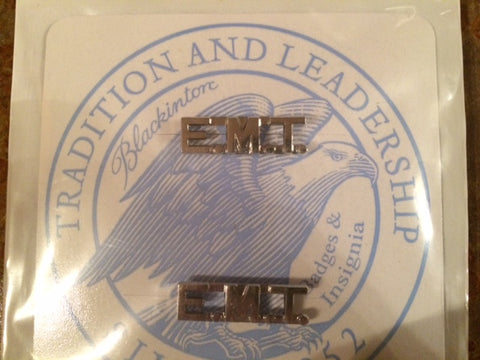 TRADITION AND LEADERSHIP
Blackinton
E.M.T.
Badges &
Insignia
E.M.T.